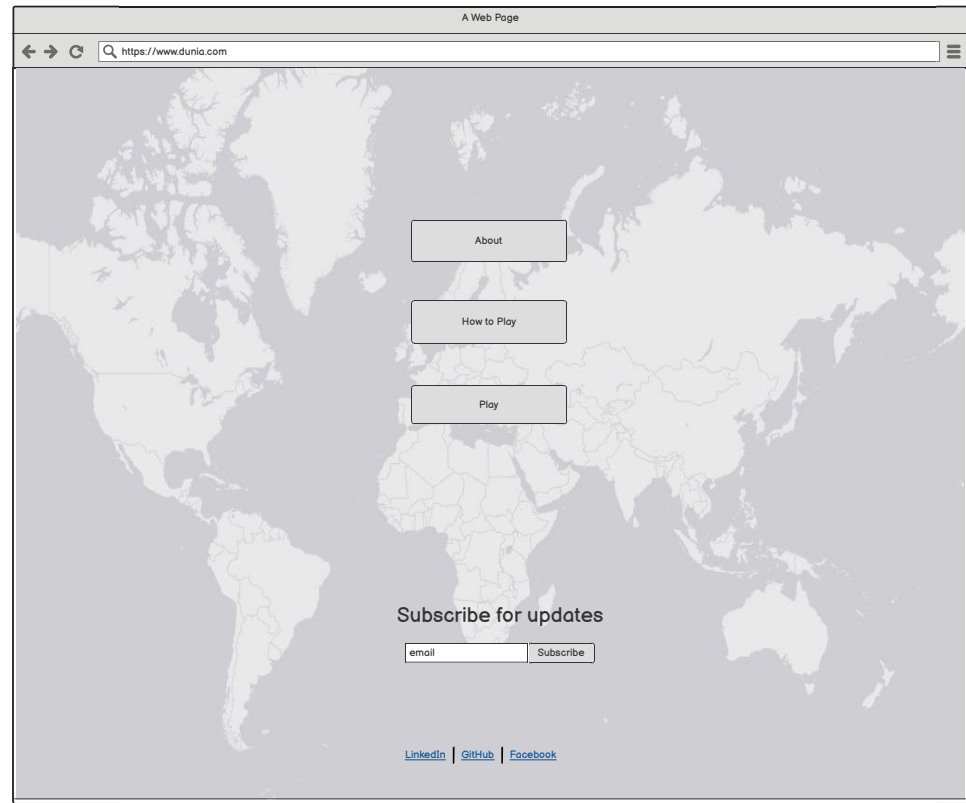 A Web Page
https://www.dunia.com
About
How to Play
Play
Subscribe for updates
email Subscribe
LinkedIn | GitHub | Facebook